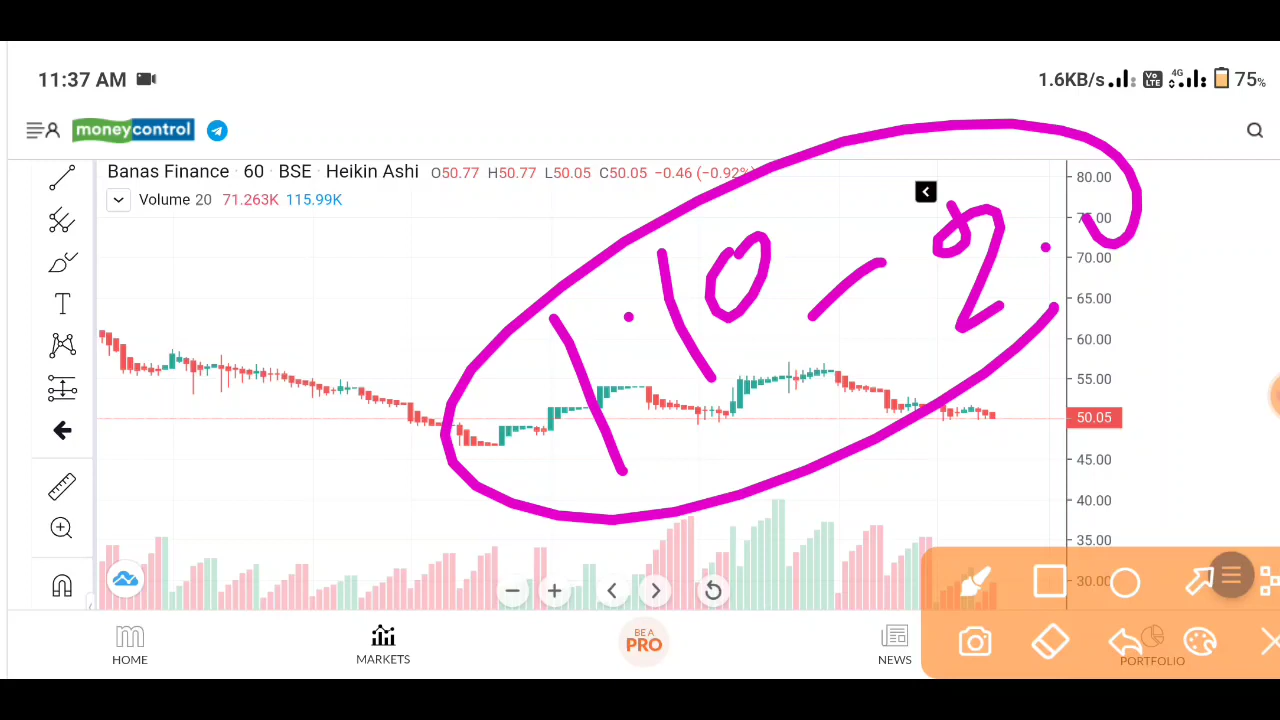 11:37 AM 1.6KB/s Vo LTE 4G 75%
moneycontrol
Banas Finance · 60 · BSE · Heikin Ashi O50.77 H50.77 L50.05 C50.05 −0.46 (−0.92%)
Volume 20 71.263K 115.99K
80.00
70.00
65.00
60.00
55.00
50.05
45.00
40.00
35.00
30.00
1.10 - 2.
T
BE A
PRO
HOME
MARKETS
NEWS
PORTFOLIO